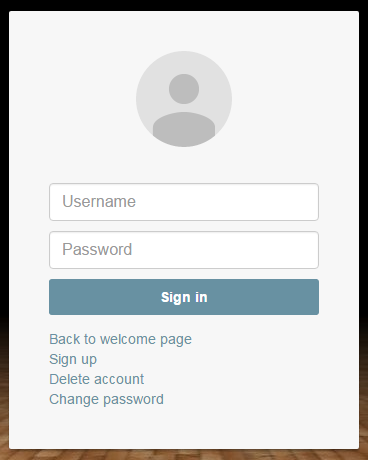 Username
Password
Sign in
Back to welcome page
Sign up
Delete account
Change password